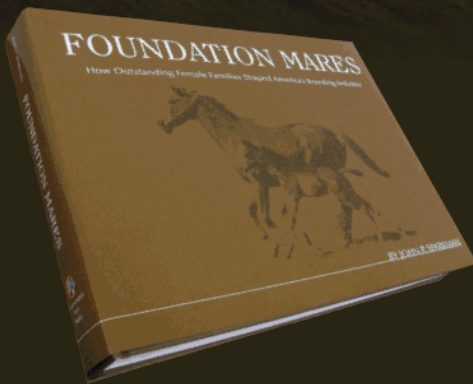 FOUNDATION MARES
How Outstanding Female Families Shaped America's Breeding Industry
BY JOHN P. SPARKMAN
FOUNDATION MARES